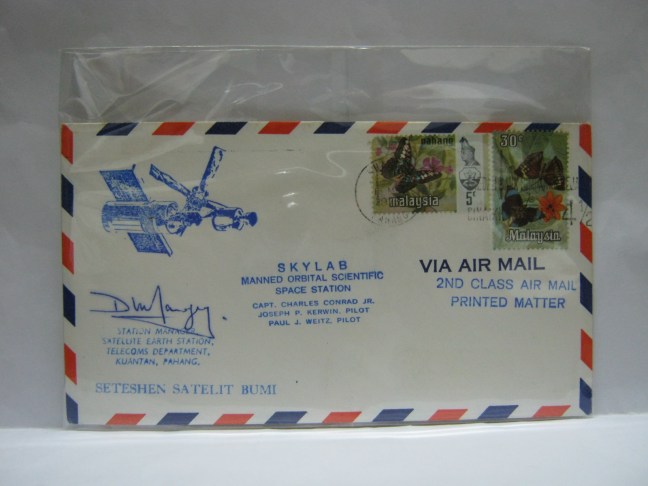 pahang
5¢
malaysia
30¢
Malaysia
SKYLAB
MANNED ORBITAL SCIENTIFIC
SPACE STATION
CAPT. CHARLES CONRAD JR.
JOSEPH P. KERWIN, PILOT
PAUL J. WEITZ, PILOT
VIA AIR MAIL
2ND CLASS AIR MAIL
PRINTED MATTER
STATION MANAGER
SATELLITE EARTH STATION,
TELECOMS DEPARTMENT,
KUANTAN, PAHANG.
SETESHEN SATELIT BUMI